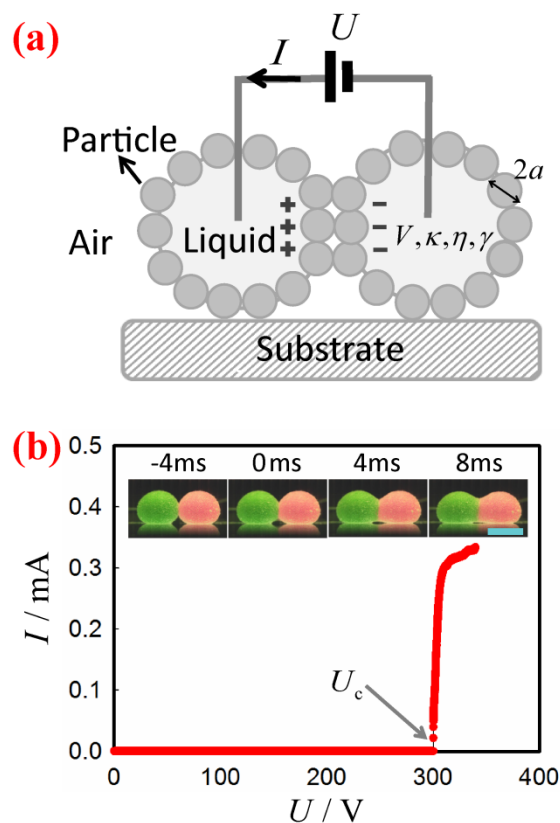 (a)
U
I
Particle
2a
+ −
Air
Liquid
+ −
V, κ, η, γ
+ −
Substrate
(b)
0.5
-4ms 0ms 4ms 8ms
0.4
0.3
I / mA
0.2
U_c
0.1
0.0
0 100 200 300 400
U / V